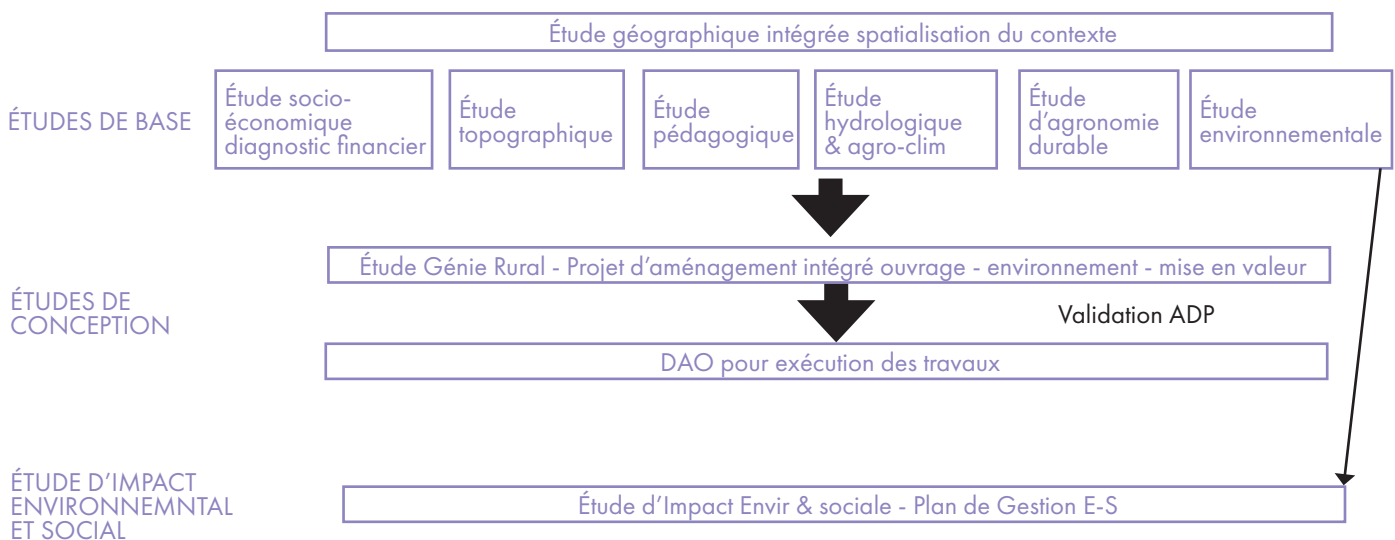 Étude géographique intégrée spatialisation du contexte
ÉTUDES DE BASE
Étude socio-
économique
diagnostic financier
Étude
topographique
Étude
pédagogique
Étude
hydrologique
& agro-clim
Étude
d’agronomie
durable
Étude
environnementale
Étude Génie Rural - Projet d’aménagement intégré ouvrage - environnement - mise en valeur
ÉTUDES DE
CONCEPTION
Validation ADP
DAO pour exécution des travaux
ÉTUDE D’IMPACT
ENVIRONNEMNTAL
ET SOCIAL
Étude d’Impact Envir & sociale - Plan de Gestion E-S